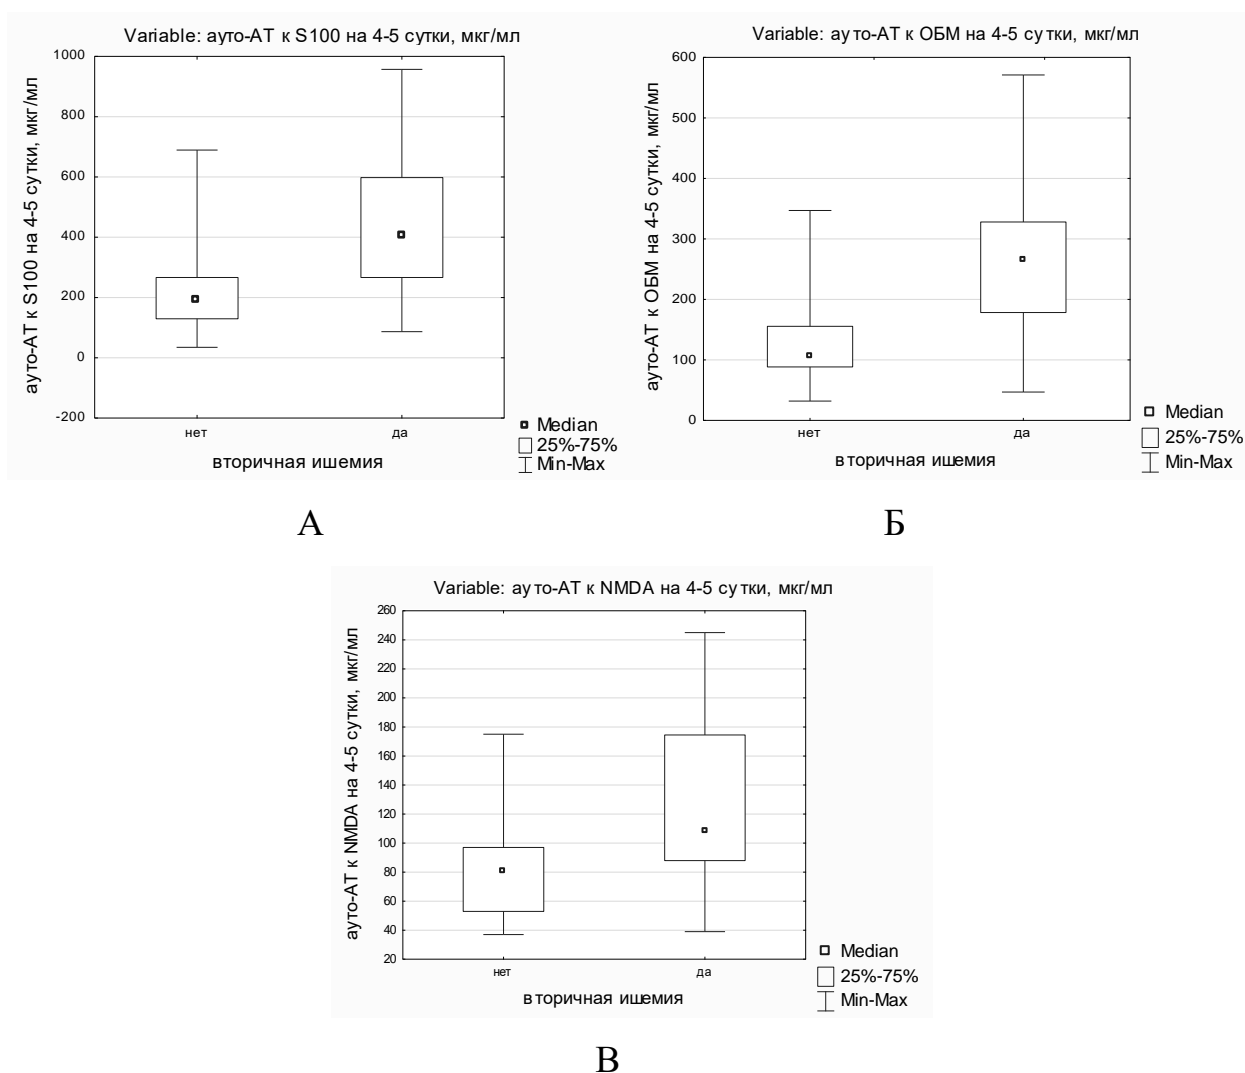 Variable: ауто-АТ к S100 на 4-5 сутки, мкг/мл
ауто-АТ к S100 на 4-5 сутки, мкг/мл
1000
800
600
400
200
0
-200
нет да
вторичная ишемия
Median
25%-75%
Min-Max
А
Variable: ауто-АТ к ОБМ на 4-5 сутки, мкг/мл
ауто-АТ к ОБМ на 4-5 сутки, мкг/мл
600
500
400
300
200
100
0
нет да
вторичная ишемия
Median
25%-75%
Min-Max
Б
Variable: ауто-АТ к NMDA на 4-5 сутки, мкг/мл
ауто-АТ к NMDA на 4-5 сутки, мкг/мл
260
240
220
200
180
160
140
120
100
80
60
40
20
нет да
вторичная ишемия
Median
25%-75%
Min-Max
В